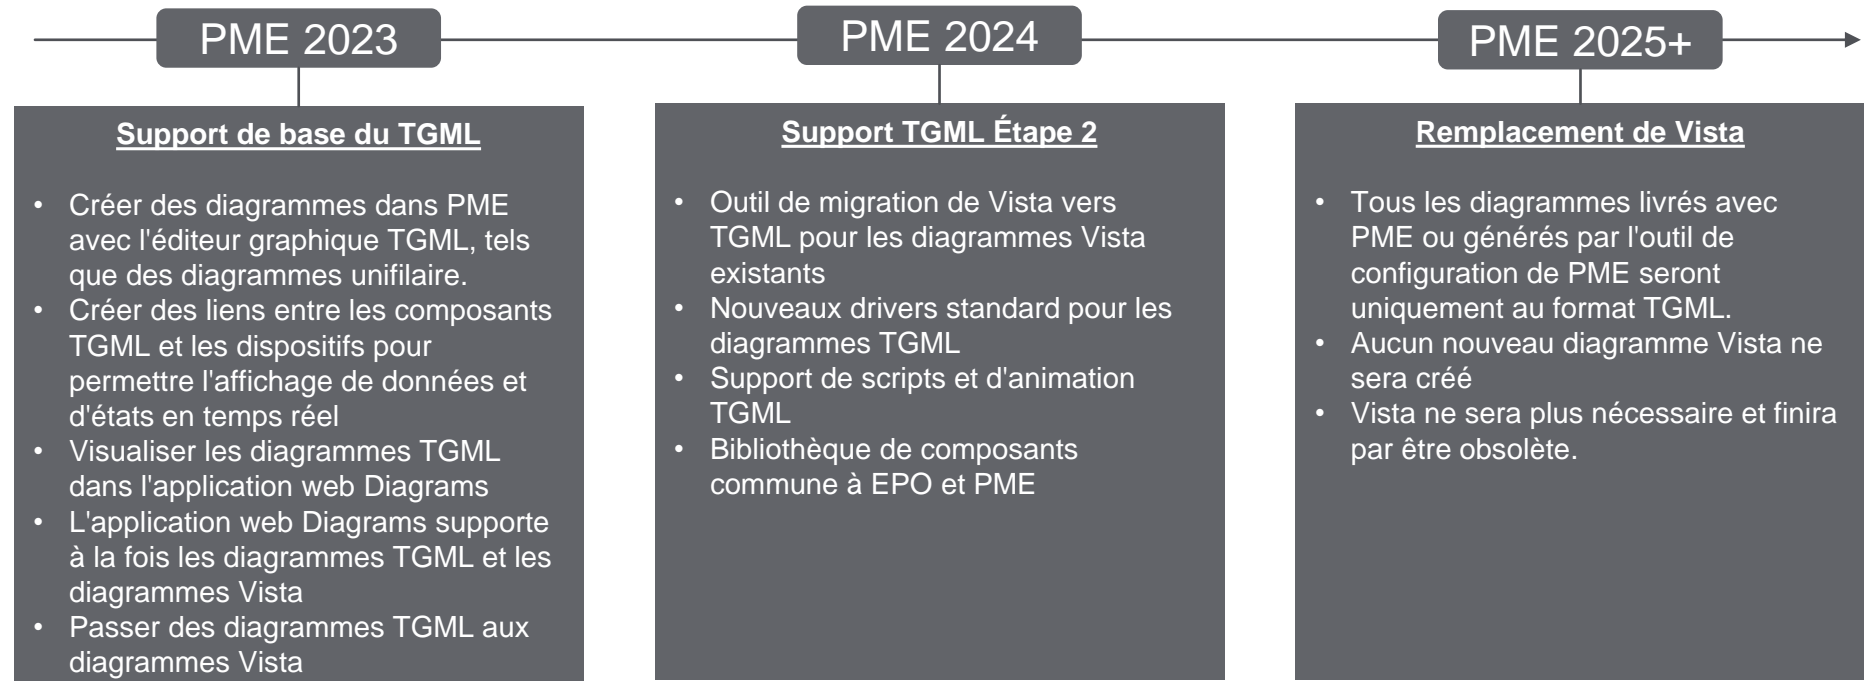 PME 2023
PME 2024
PME 2025+
Support de base du TGML
• Créer des diagrammes dans PME
avec l'éditeur graphique TGML, tels
que des diagrammes unifilaire.
• Créer des liens entre les composants
TGML et les dispositifs pour
permettre l'affichage de données et
d'états en temps réel
• Visualiser les diagrammes TGML
dans l'application web Diagrams
• L'application web Diagrams supporte
à la fois les diagrammes TGML et les
diagrammes Vista
• Passer des diagrammes TGML aux
diagrammes Vista
Support TGML Étape 2
• Outil de migration de Vista vers
TGML pour les diagrammes Vista
existants
• Nouveaux drivers standard pour les
diagrammes TGML
• Support de scripts et d'animation
TGML
• Bibliothèque de composants
commune à EPO et PME
Remplacement de Vista
• Tous les diagrammes livrés avec
PME ou générés par l'outil de
configuration de PME seront
uniquement au format TGML.
• Aucun nouveau diagramme Vista ne
sera créé
• Vista ne sera plus nécessaire et finira
par être obsolète.